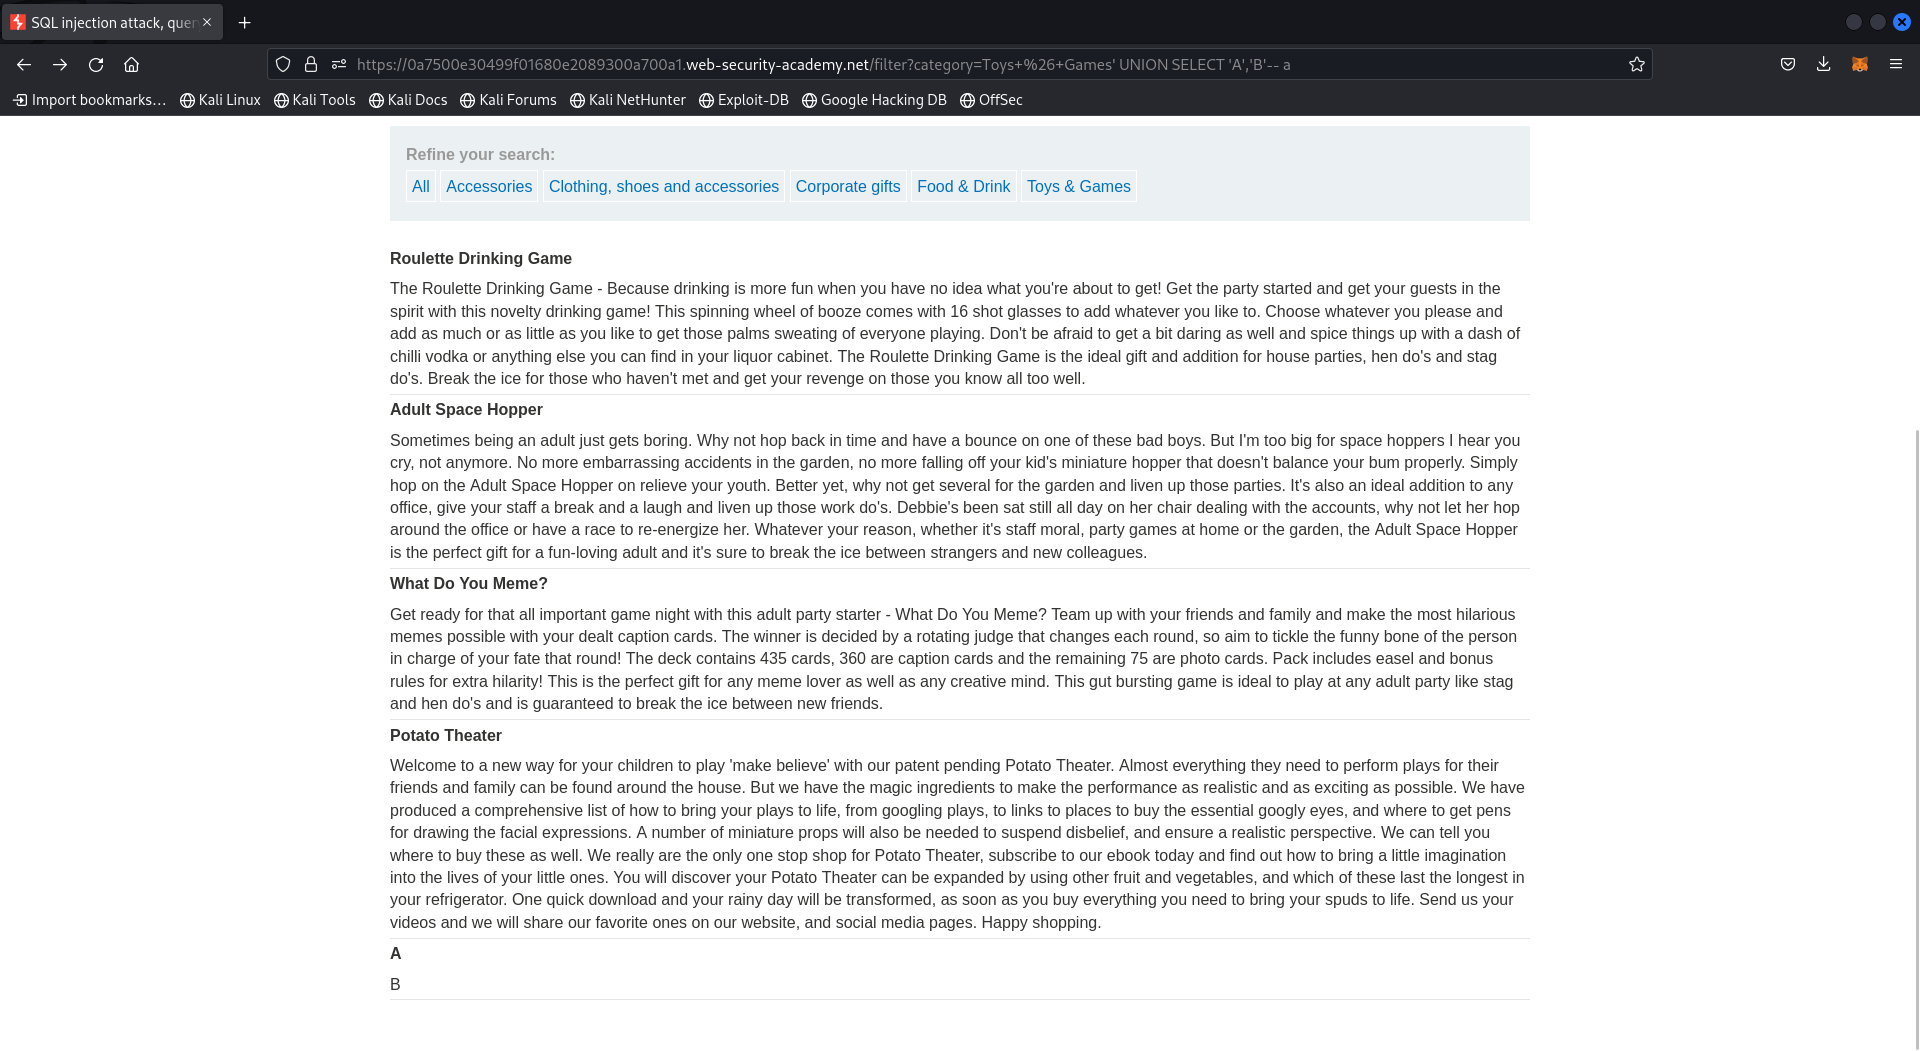 SQL injection attack, quer
https://0a7500e30499f01680e2089300a700a1.web-security-academy.net/filter?category=Toys+%26+Games' UNION SELECT 'A','B'-- a
Import bookmarks… Kali Linux Kali Tools Kali Docs Kali Forums Kali NetHunter Exploit-DB Google Hacking DB OffSec
Refine your search:
All Accessories Clothing, shoes and accessories Corporate gifts Food & Drink Toys & Games
Roulette Drinking Game
The Roulette Drinking Game - Because drinking is more fun when you have no idea what you're about to get! Get the party started and get your guests in the
spirit with this novelty drinking game! This spinning wheel of booze comes with 16 shot glasses to add whatever you like to. Choose whatever you please and
add as much or as little as you like to get those palms sweating of everyone playing. Don't be afraid to get a bit daring as well and spice things up with a dash of
chilli vodka or anything else you can find in your liquor cabinet. The Roulette Drinking Game is the ideal gift and addition for house parties, hen do's and stag
do's. Break the ice for those who haven't met and get your revenge on those you know all too well.
Adult Space Hopper
Sometimes being an adult just gets boring. Why not hop back in time and have a bounce on one of these bad boys. But I'm too big for space hoppers I hear you
cry, not anymore. No more embarrassing accidents in the garden, no more falling off your kid's miniature hopper that doesn't balance your bum properly. Simply
hop on the Adult Space Hopper on relieve your youth. Better yet, why not get several for the garden and liven up those parties. It's also an ideal addition to any
office, give your staff a break and a laugh and liven up those work do's. Debbie's been sat still all day on her chair dealing with the accounts, why not let her hop
around the office or have a race to re-energize her. Whatever your reason, whether it's staff moral, party games at home or the garden, the Adult Space Hopper
is the perfect gift for a fun-loving adult and it's sure to break the ice between strangers and new colleagues.
What Do You Meme?
Get ready for that all important game night with this adult party starter - What Do You Meme? Team up with your friends and family and make the most hilarious
memes possible with your dealt caption cards. The winner is decided by a rotating judge that changes each round, so aim to tickle the funny bone of the person
in charge of your fate that round! The deck contains 435 cards, 360 are caption cards and the remaining 75 are photo cards. Pack includes easel and bonus
rules for extra hilarity! This is the perfect gift for any meme lover as well as any creative mind. This gut bursting game is ideal to play at any adult party like stag
and hen do's and is guaranteed to break the ice between new friends.
Potato Theater
Welcome to a new way for your children to play 'make believe' with our patent pending Potato Theater. Almost everything they need to perform plays for their
friends and family can be found around the house. But we have the magic ingredients to make the performance as realistic and as exciting as possible. We have
produced a comprehensive list of how to bring your plays to life, from googling plays, to links to places to buy the essential googly eyes, and where to get pens
for drawing the facial expressions. A number of miniature props will also be needed to suspend disbelief, and ensure a realistic perspective. We can tell you
where to buy these as well. We really are the only one stop shop for Potato Theater, subscribe to our ebook today and find out how to bring a little imagination
into the lives of your little ones. You will discover your Potato Theater can be expanded by using other fruit and vegetables, and which of these last the longest in
your refrigerator. One quick download and your rainy day will be transformed, as soon as you buy everything you need to bring your spuds to life. Send us your
videos and we will share our favorite ones on our website, and social media pages. Happy shopping.
A
B